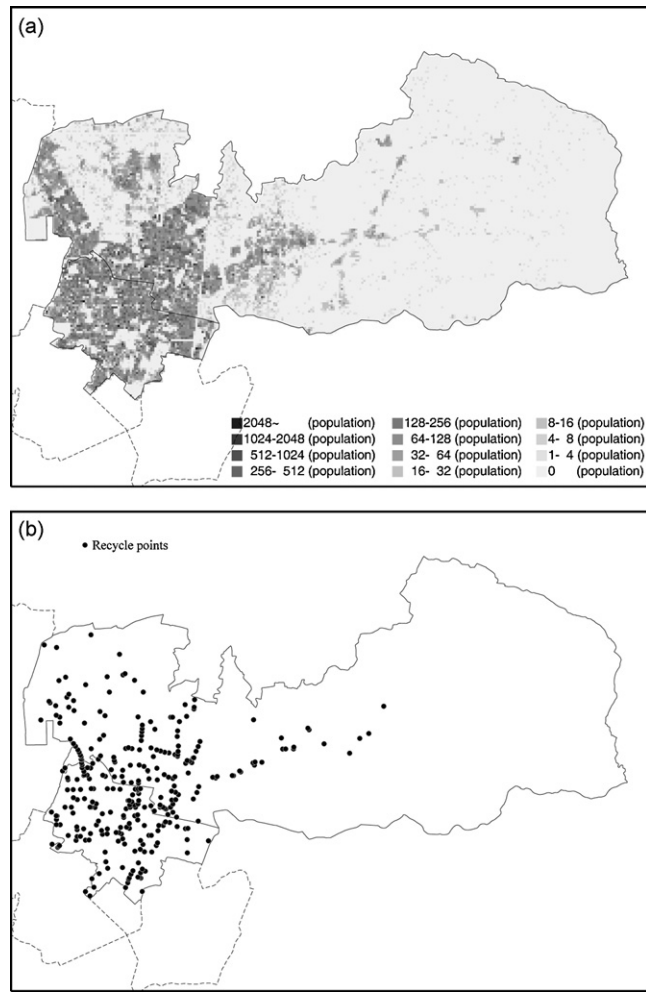 (a)
2048~ (population) 128-256 (population) 8-16 (population)
1024-2048 (population) 64-128 (population) 4- 8 (population)
512-1024 (population) 32- 64 (population) 1- 4 (population)
256- 512 (population) 16- 32 (population) 0 (population)
(b)
Recycle points